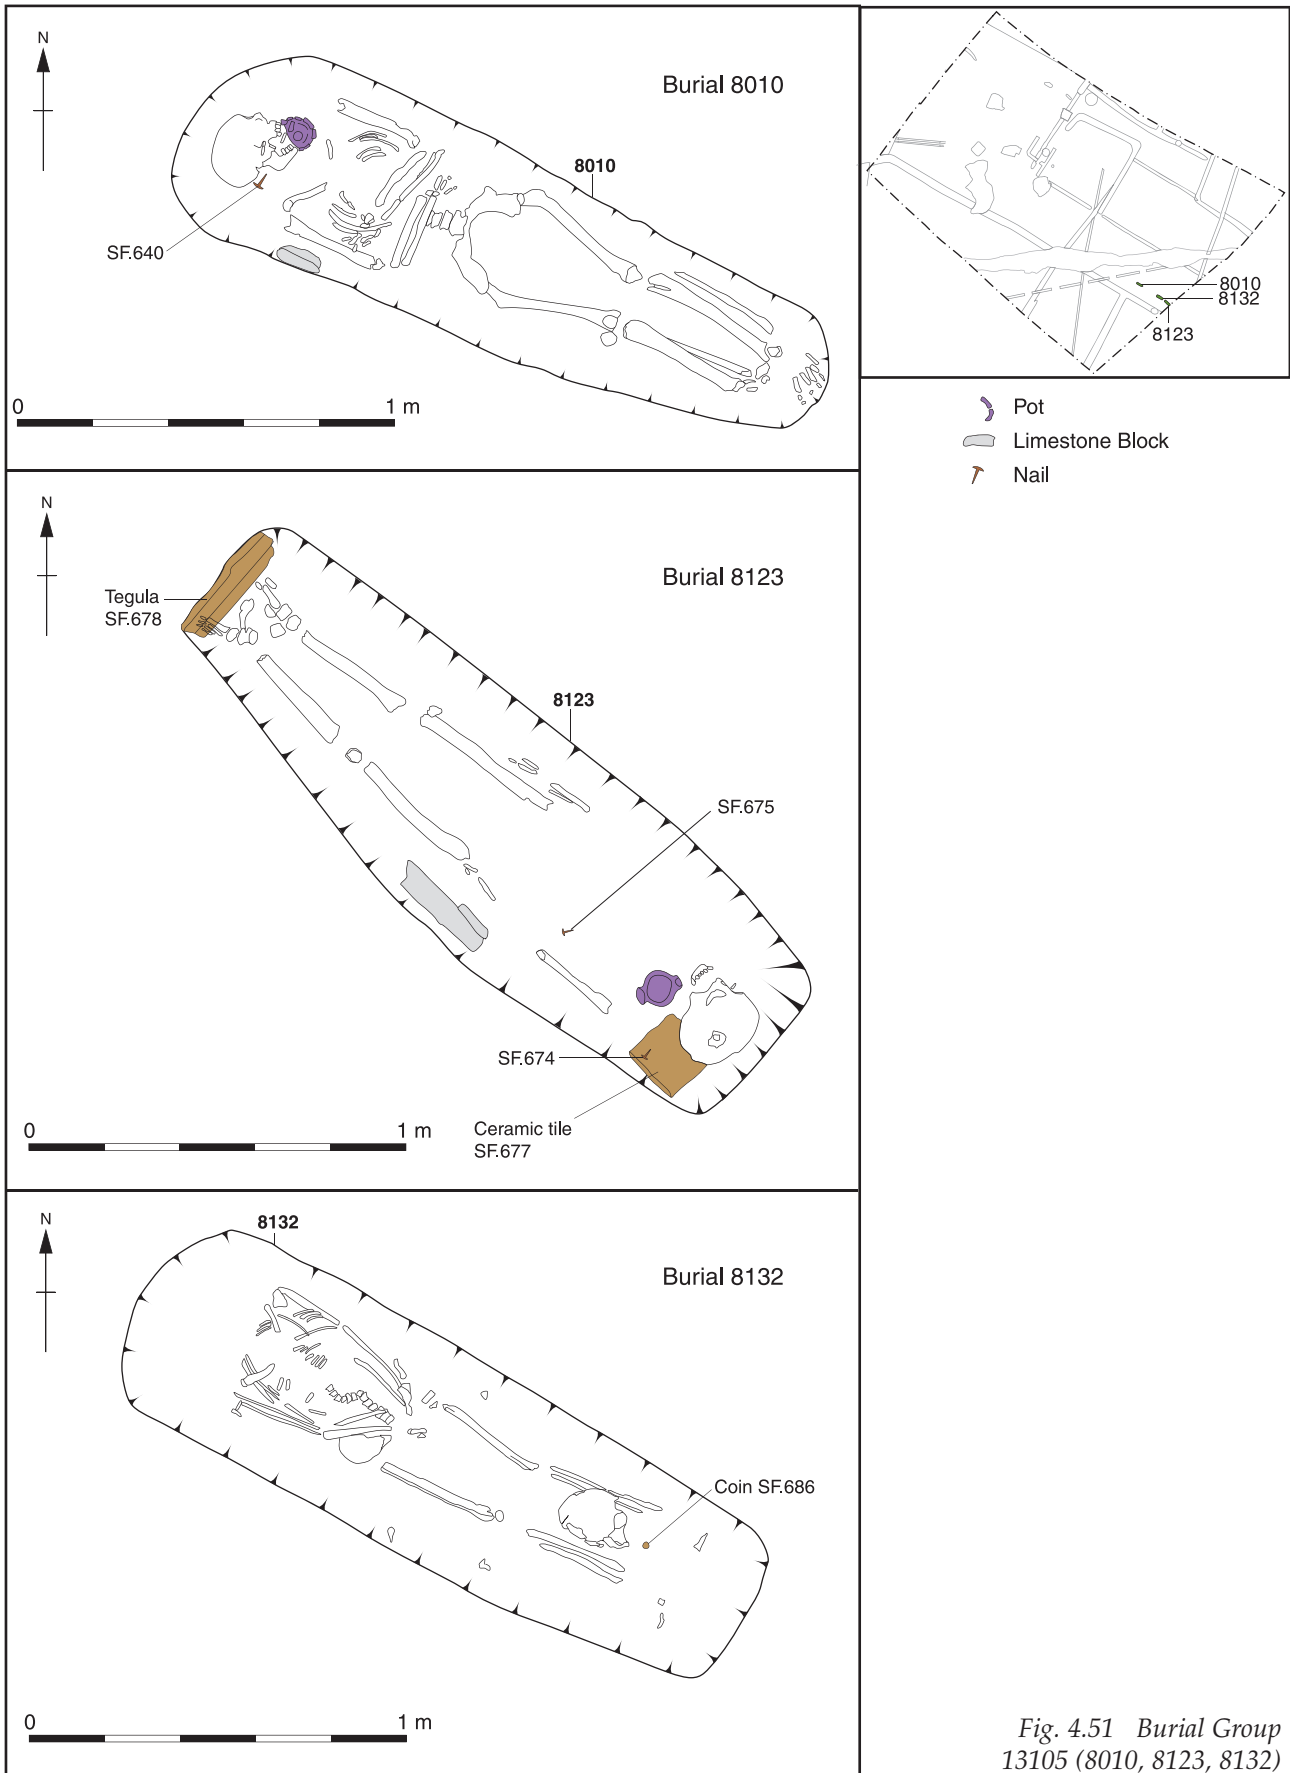 N
Burial 8010
8010
SF.640
0 1 m
8010
8132
8123
Pot
Limestone Block
Nail
N
Burial 8123
Tegula
SF.678
8123
SF.675
SF.674
Ceramic tile
SF.677
0 1 m
N
8132
Burial 8132
Coin SF.686
0 1 m
Fig. 4.51 Burial Group
13105 (8010, 8123, 8132)